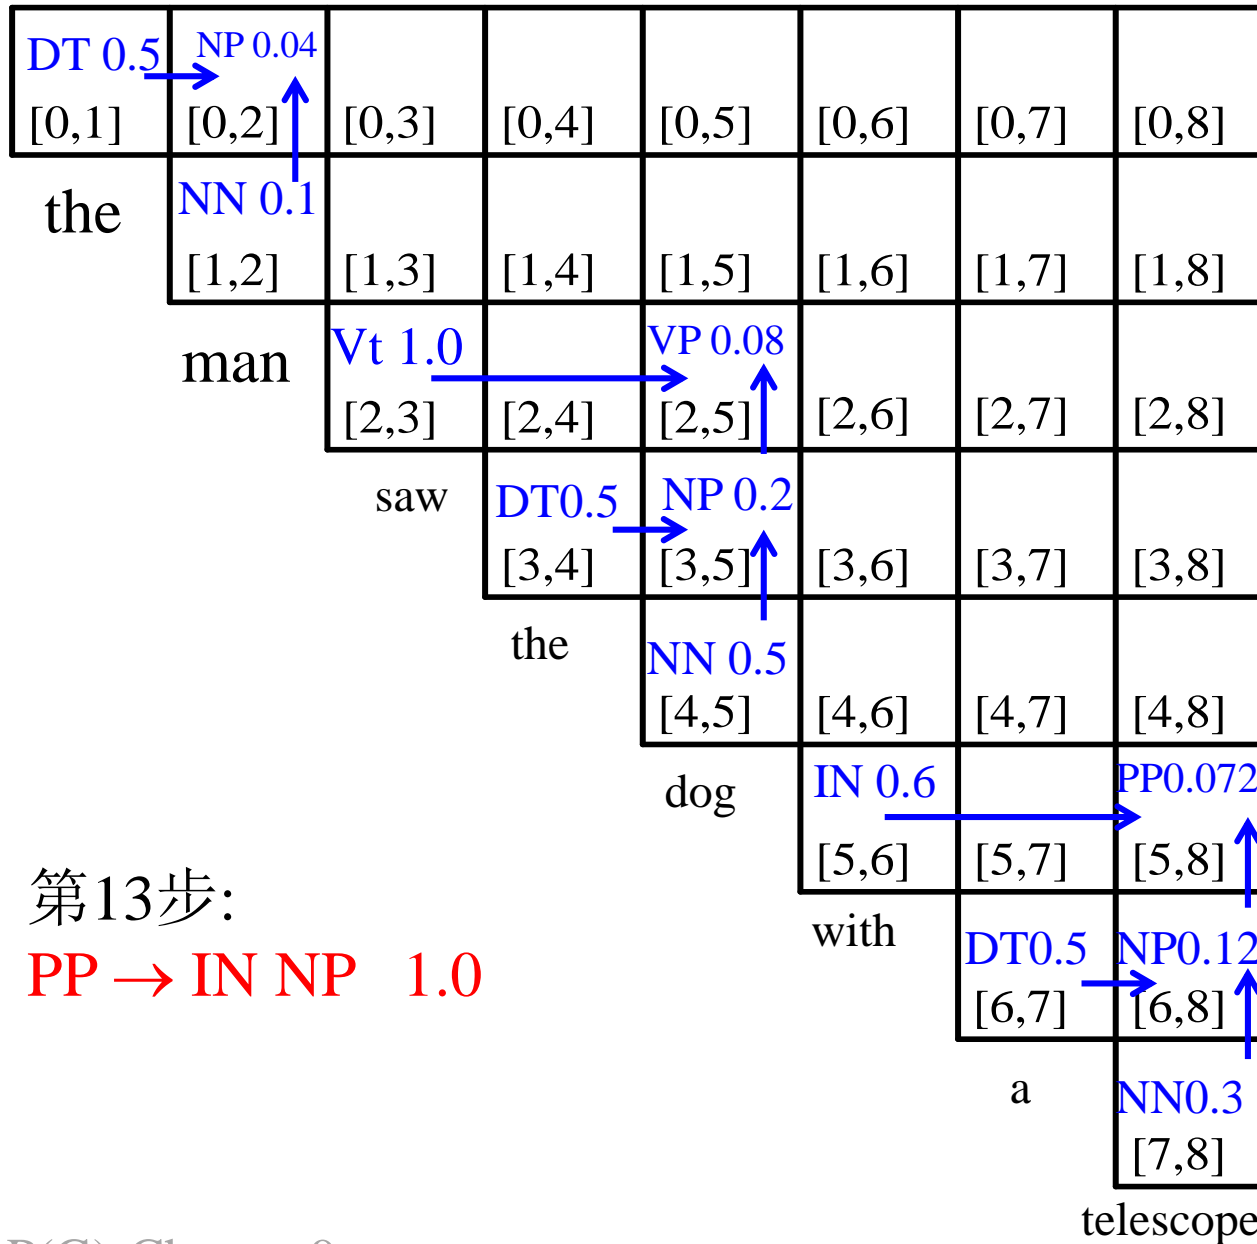 DT 0.5 NP 0.04
[0,1] [0,2] [0,3] [0,4] [0,5] [0,6] [0,7] [0,8]
the NN 0.1
[1,2] [1,3] [1,4] [1,5] [1,6] [1,7] [1,8]
man Vt 1.0 VP 0.08
[2,3] [2,4] [2,5] [2,6] [2,7] [2,8]
saw DT0.5 NP 0.2
[3,4] [3,5] [3,6] [3,7] [3,8]
the NN 0.5
[4,5] [4,6] [4,7] [4,8]
dog IN 0.6 PP0.072
[5,6] [5,7] [5,8]
with DT0.5 NP0.12
[6,7] [6,8]
a NN0.3
[7,8]
telescope
第13步:
PP → IN NP 1.0